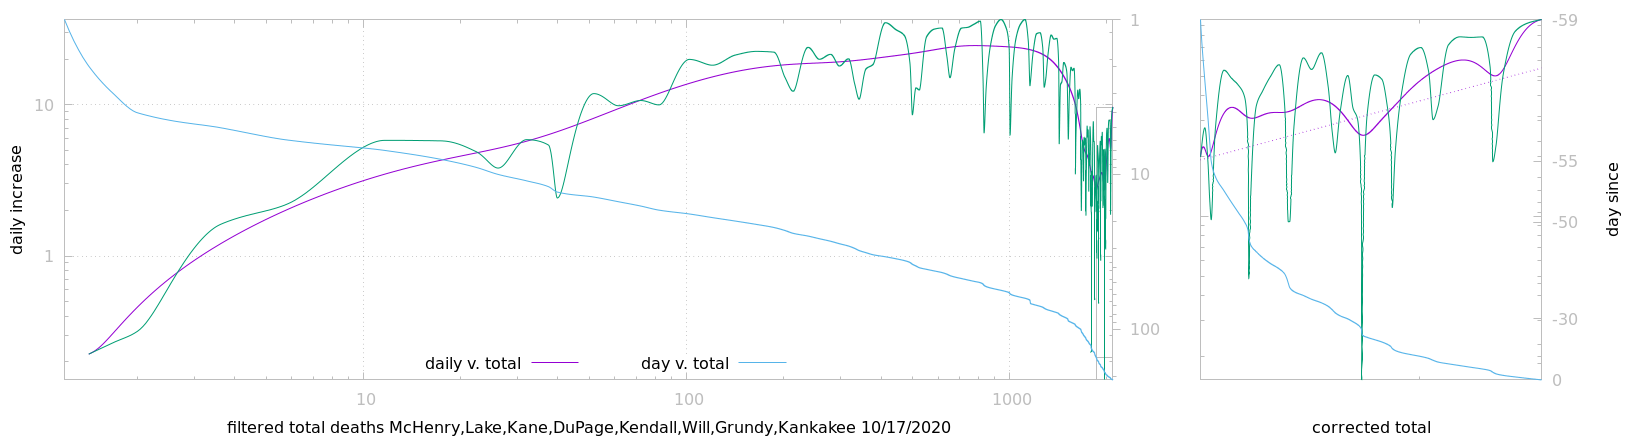 1
-59
10
daily increase
10
-55
-50
day since
1
-30
100
daily v. total
day v. total
0
10
100
1000
filtered total deaths McHenry,Lake,Kane,DuPage,Kendall,Will,Grundy,Kankakee 10/17/2020
corrected total